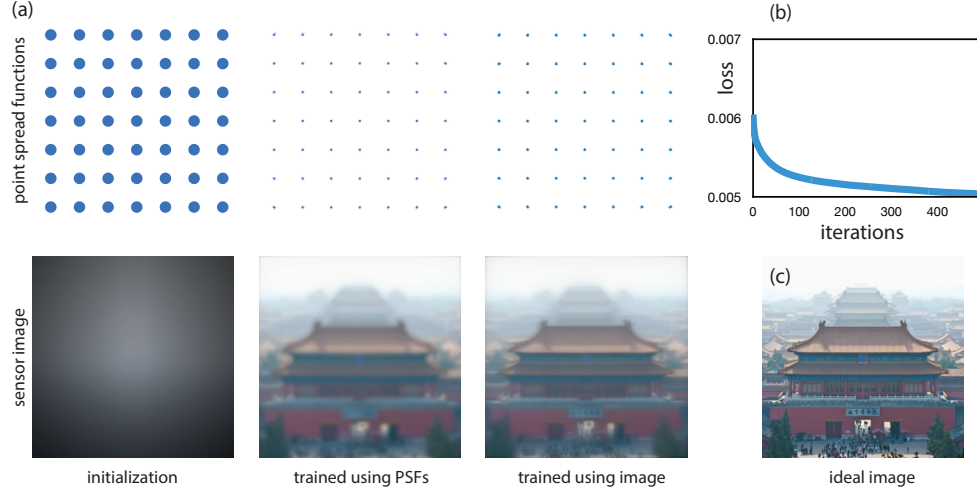 (a)
point spread functions
(b)
0.007
0.006
0.005
loss
0
100
200
300
400
iterations
sensor image
(c)
initialization
trained using PSFs
trained using image
ideal image